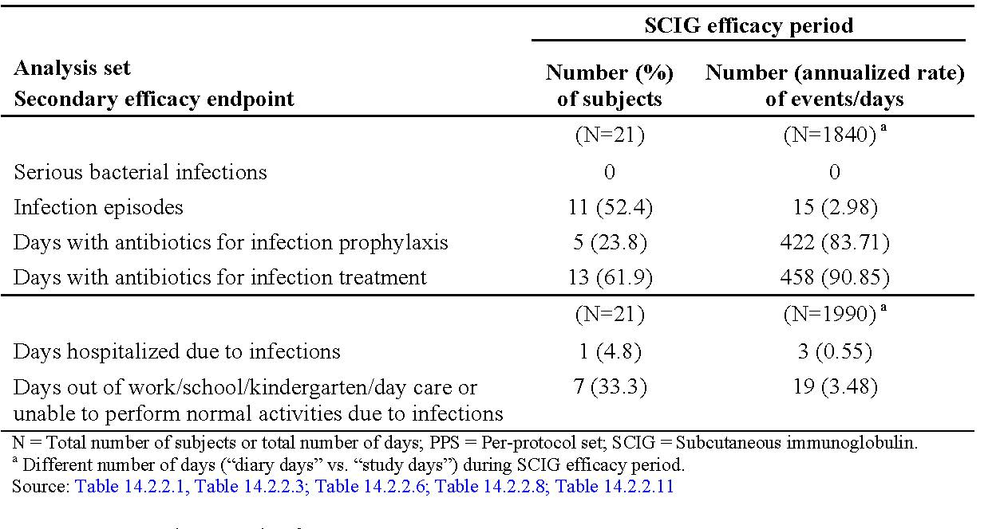 SCIG efficacy period
Analysis set
Secondary efficacy endpoint
Number (%) of subjects
Number (annualized rate) of events/days
(N=21) (N=1840) a
Serious bacterial infections 0 0
Infection episodes 11 (52.4) 15 (2.98)
Days with antibiotics for infection prophylaxis 5 (23.8) 422 (83.71)
Days with antibiotics for infection treatment 13 (61.9) 458 (90.85)
(N=21) (N=1990) a
Days hospitalized due to infections 1 (4.8) 3 (0.55)
Days out of work/school/kindergarten/day care or 7 (33.3) 19 (3.48)
unable to perform normal activities due to infections
N = Total number of subjects or total number of days; PPS = Per-protocol set; SCIG = Subcutaneous immunoglobulin.
a Different number of days (“diary days” vs. “study days”) during SCIG efficacy period.
Source: Table 14.2.2.1, Table 14.2.2.3; Table 14.2.2.6; Table 14.2.2.8; Table 14.2.2.11